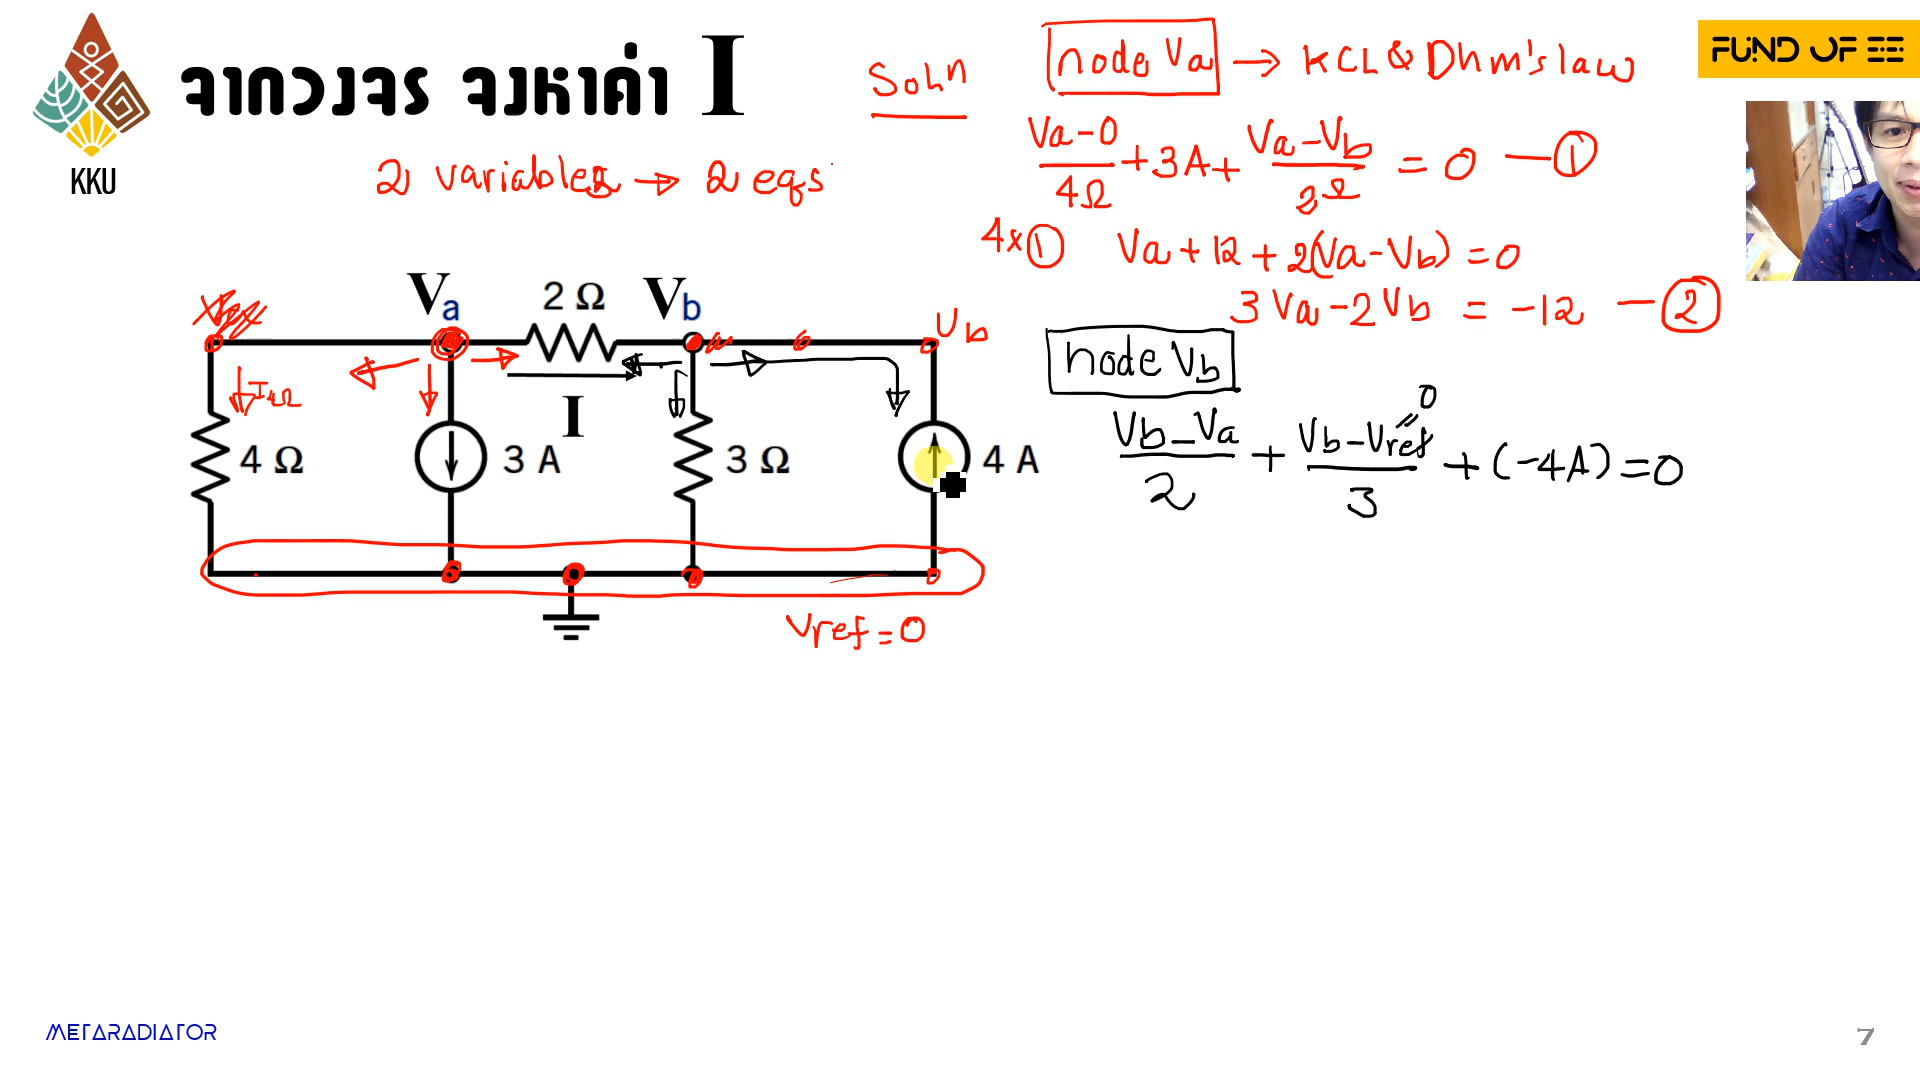 KKU
จากวงจร จงหาค่า I
2 variables → 2 eqs
Soln
node Va → KCL & Ohm's law
FUND OF EE
Va-0/4Ω + 3A + Va-Vb/2Ω = 0 — ①
4x① Va + 12 + 2(Va-Vb) = 0
3Va-2Vb = -12 — ②
node Vb
Vb-Va/2 + Vb-Vref/3 + (-4A) = 0
0
Va
2 Ω
Vb
Vb
I4Ω
I
4 Ω
3 A
3 Ω
4 A
Vref = 0
METARADIATOR
7